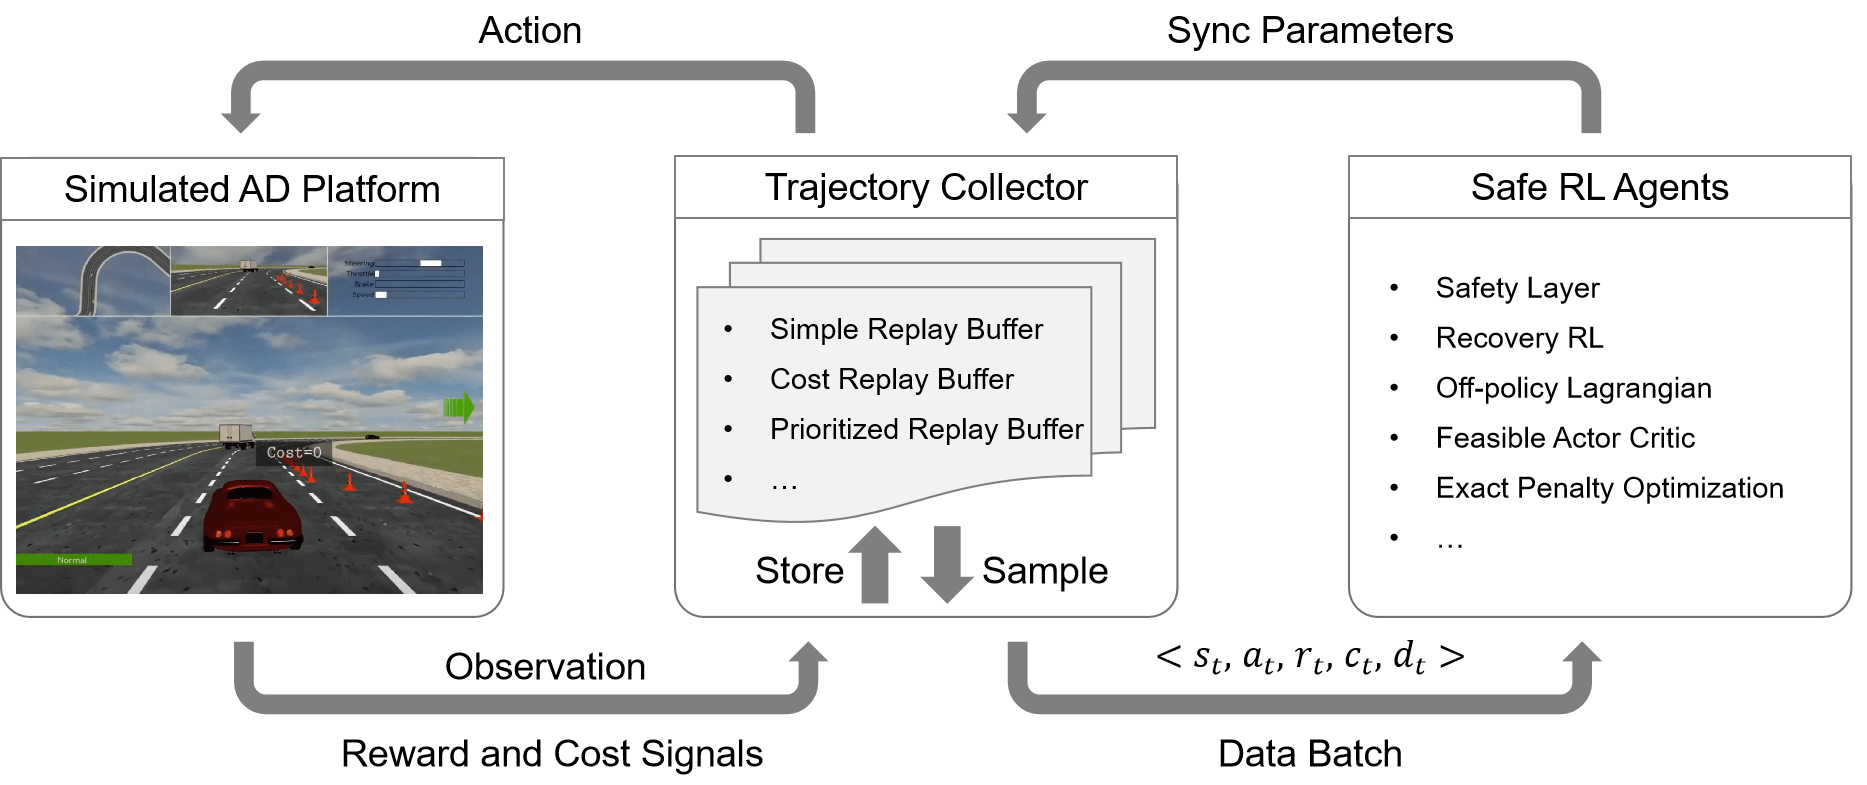 Action
Sync Parameters
Simulated AD Platform
Steering
Throttle
Brake
Speed
Cost=0
Normal
Trajectory Collector
• Simple Replay Buffer
• Cost Replay Buffer
• Prioritized Replay Buffer
• …
Store
Sample
Safe RL Agents
• Safety Layer
• Recovery RL
• Off-policy Lagrangian
• Feasible Actor Critic
• Exact Penalty Optimization
• …
Observation
Reward and Cost Signals
< s_t, a_t, r_t, c_t, d_t >
Data Batch